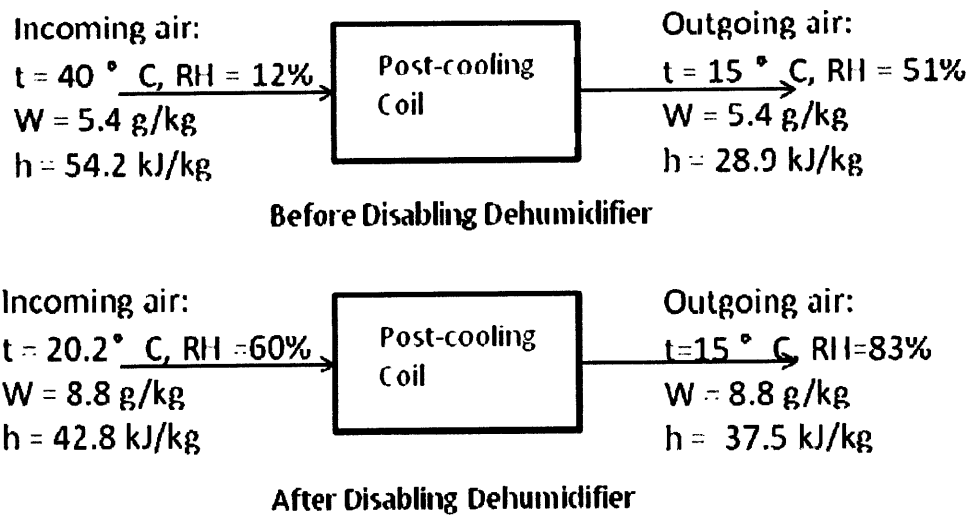 Incoming air:
t = 40 ° C, RH = 12%
W = 5.4 g/kg
h = 54.2 kJ/kg
Post-cooling
Coil
Outgoing air:
t = 15 ° C, RH = 51%
W = 5.4 g/kg
h = 28.9 kJ/kg
Before Disabling Dehumidifier
Incoming air:
t = 20.2° C, RH =60%
W = 8.8 g/kg
h = 42.8 kJ/kg
Post-cooling
Coil
Outgoing air:
t=15 ° C, RH=83%
W = 8.8 g/kg
h = 37.5 kJ/kg
After Disabling Dehumidifier